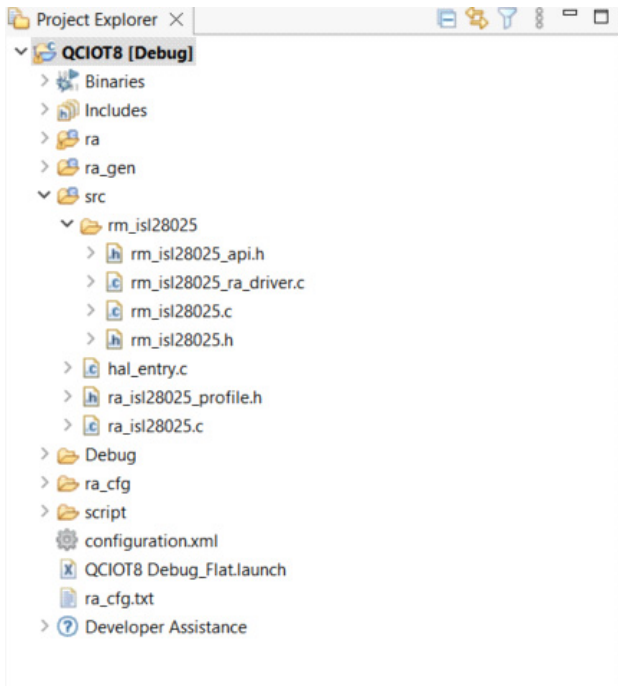 Project Explorer
QCIOT8 [Debug]
Binaries
Includes
ra
ra_gen
src
rm_isl28025
rm_isl28025_api.h
rm_isl28025_ra_driver.c
rm_isl28025.c
rm_isl28025.h
hal_entry.c
ra_isl28025_profile.h
ra_isl28025.c
Debug
ra_cfg
script
configuration.xml
QCIOT8 Debug_Flat.launch
ra_cfg.txt
Developer Assistance